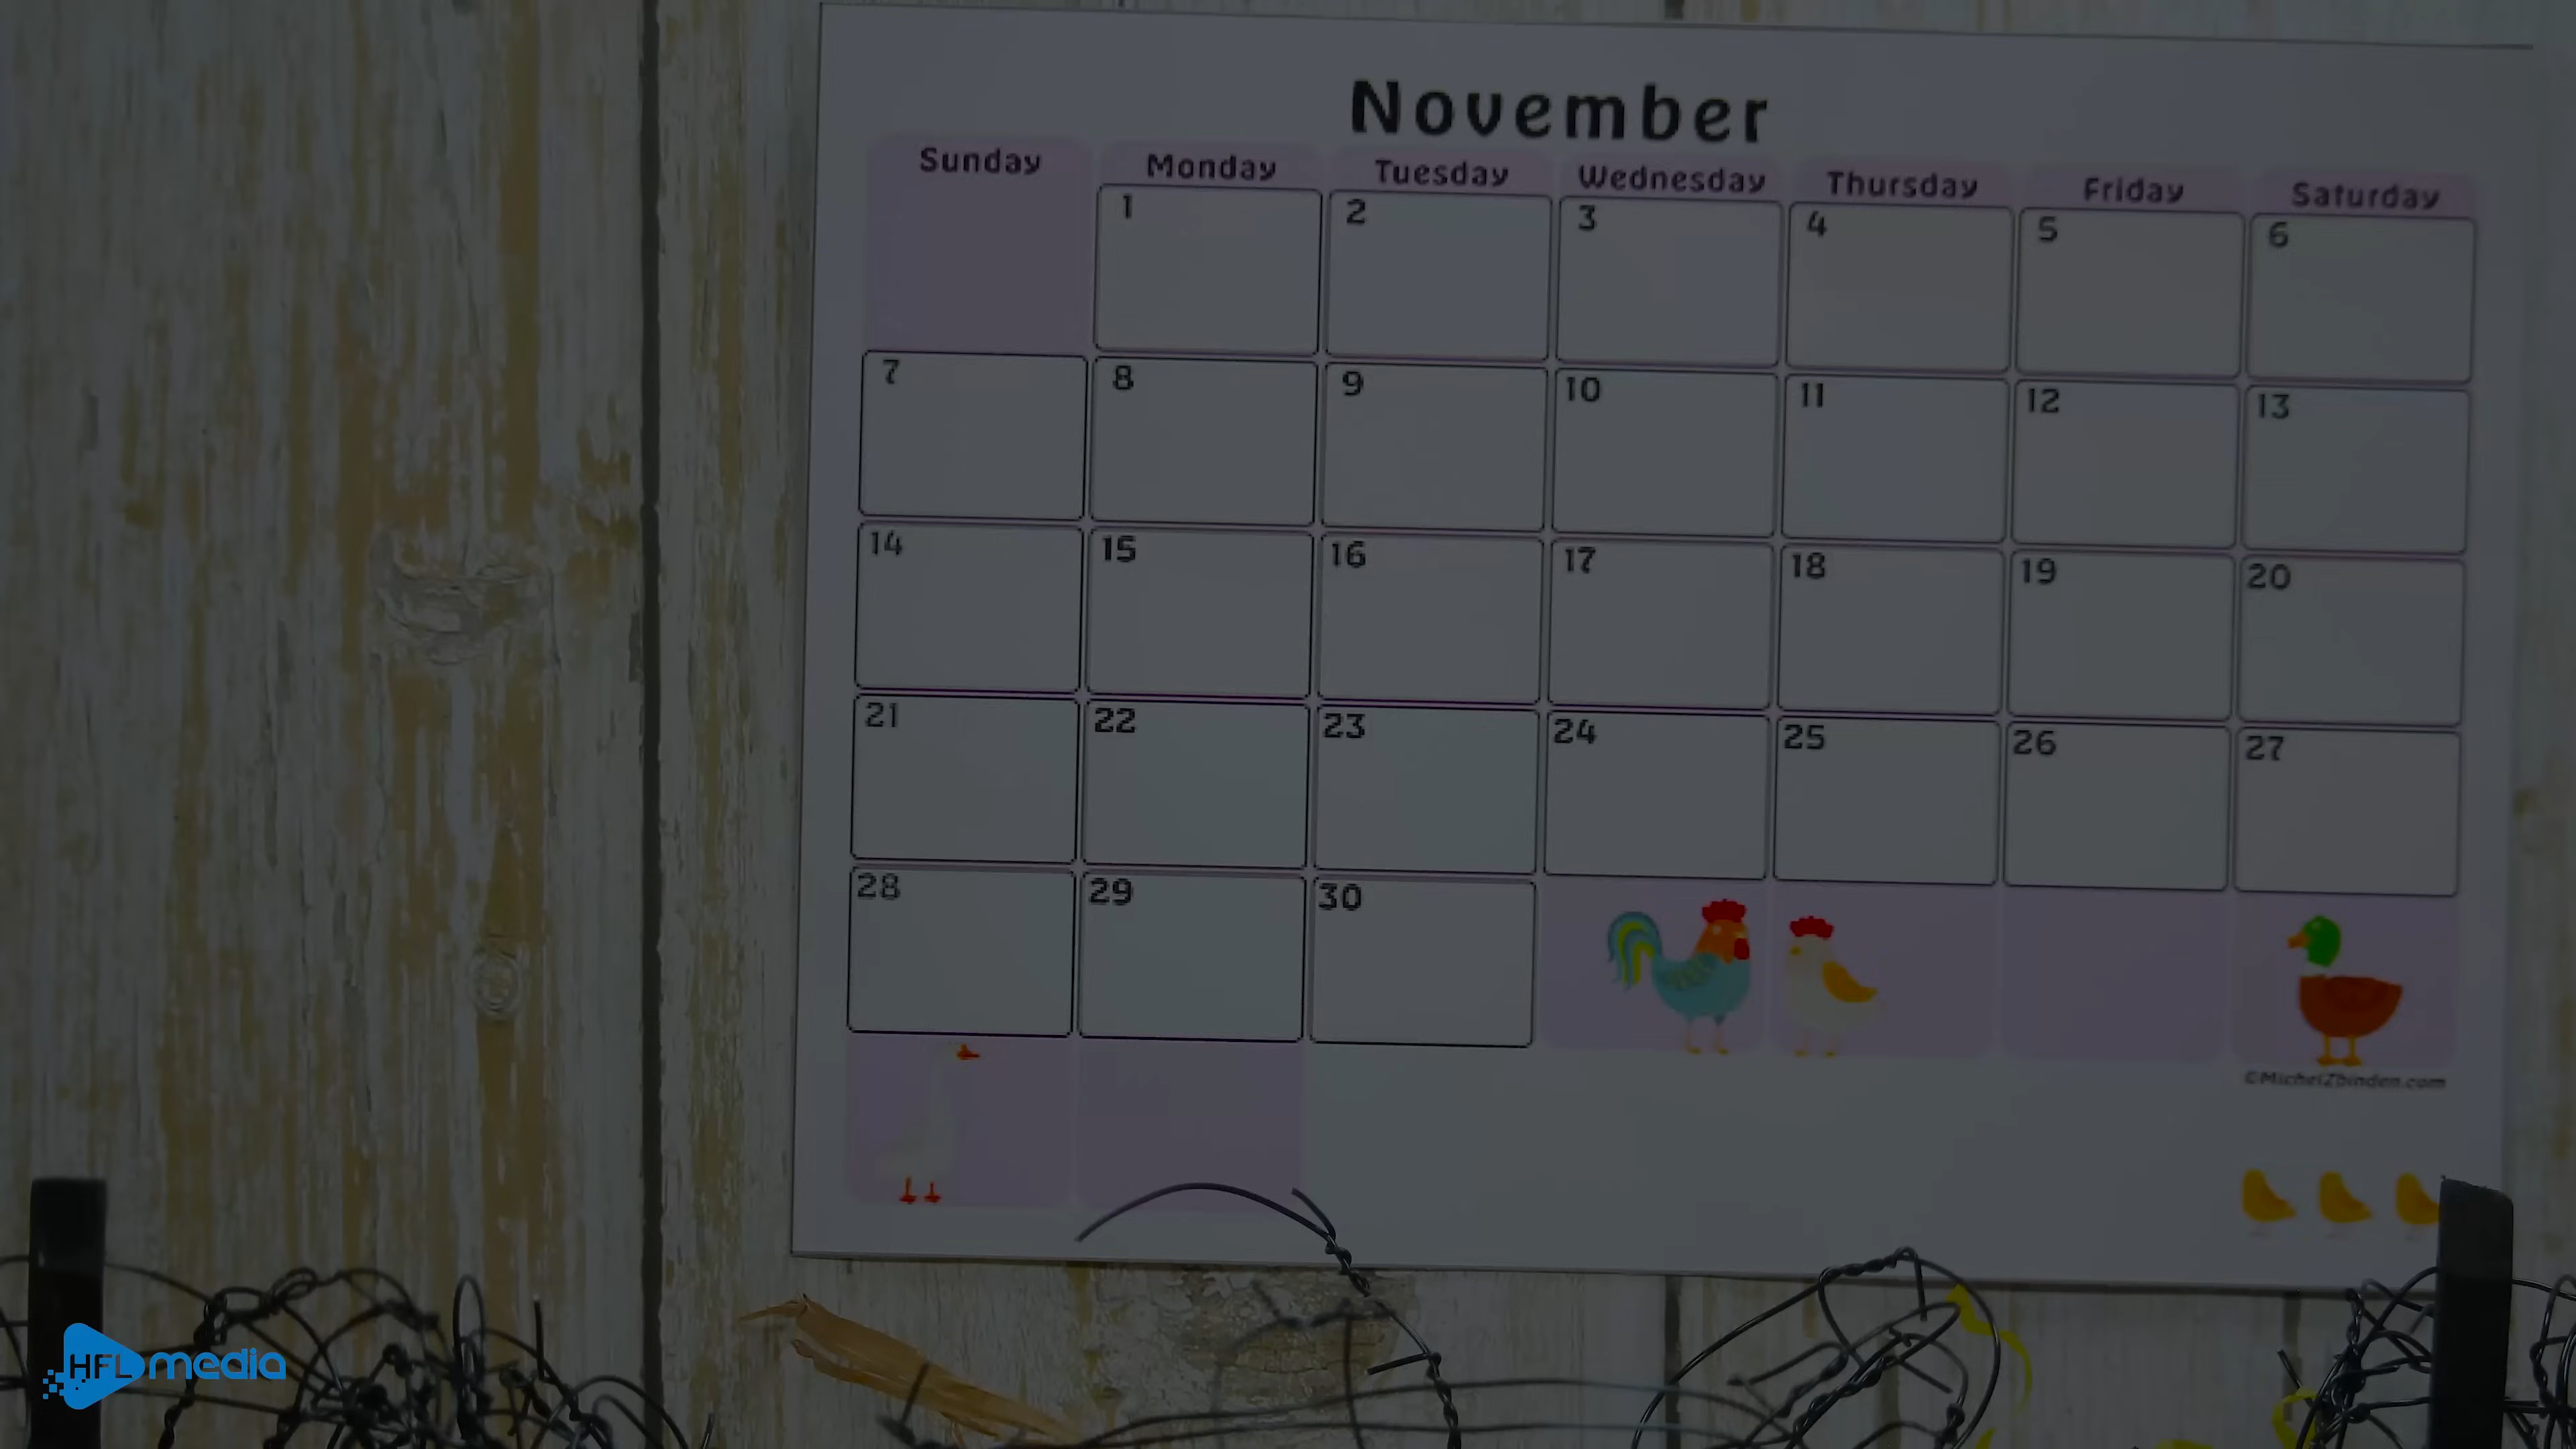 November
Sunday Monday Tuesday Wednesday Thursday Friday Saturday
1 2 3 4 5 6
7 8 9 10 11 12 13
14 15 16 17 18 19 20
21 22 23 24 25 26 27
28 29 30
©MichelZbinden.com
HFL media